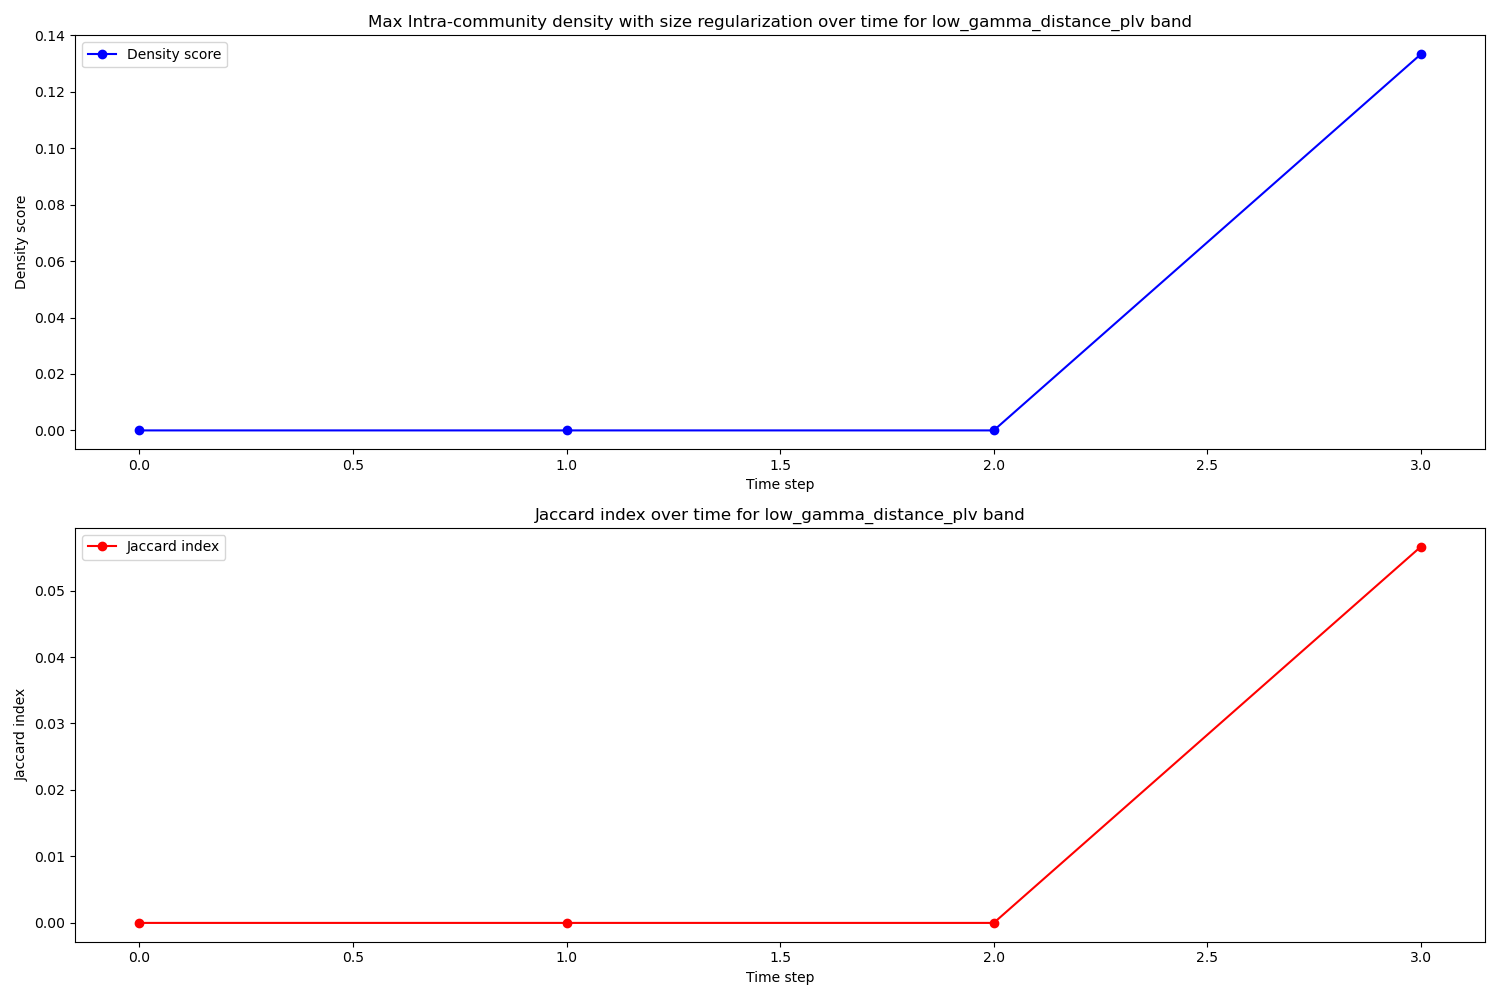 Max Intra-community density with size regularization over time for low_gamma_distance_plv band
Density score
0.14
0.12
0.10
0.08
0.06
0.04
0.02
0.00
Density score
0.0 0.5 1.0 1.5 2.0 2.5 3.0
Time step
Jaccard index over time for low_gamma_distance_plv band
Jaccard index
0.05
0.04
0.03
0.02
0.01
0.00
Jaccard index
0.0 0.5 1.0 1.5 2.0 2.5 3.0
Time step